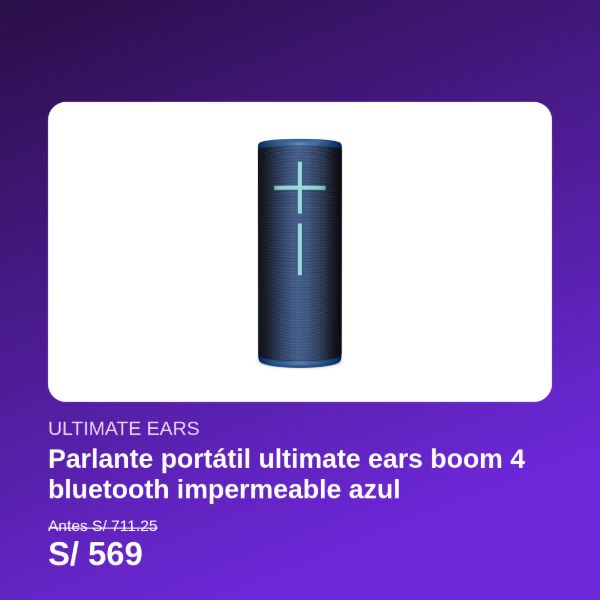 ULTIMATE EARS
Parlante portátil ultimate ears boom 4
bluetooth impermeable azul
Antes S/ 711.25
S/ 569